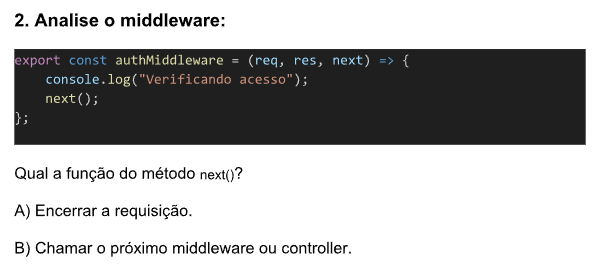 2. Analise o middleware:
export const authMiddleware = (req, res, next) => {
    console.log("Verificando acesso");
    next();
};
Qual a função do método next()?
A) Encerrar a requisição.
B) Chamar o próximo middleware ou controller.